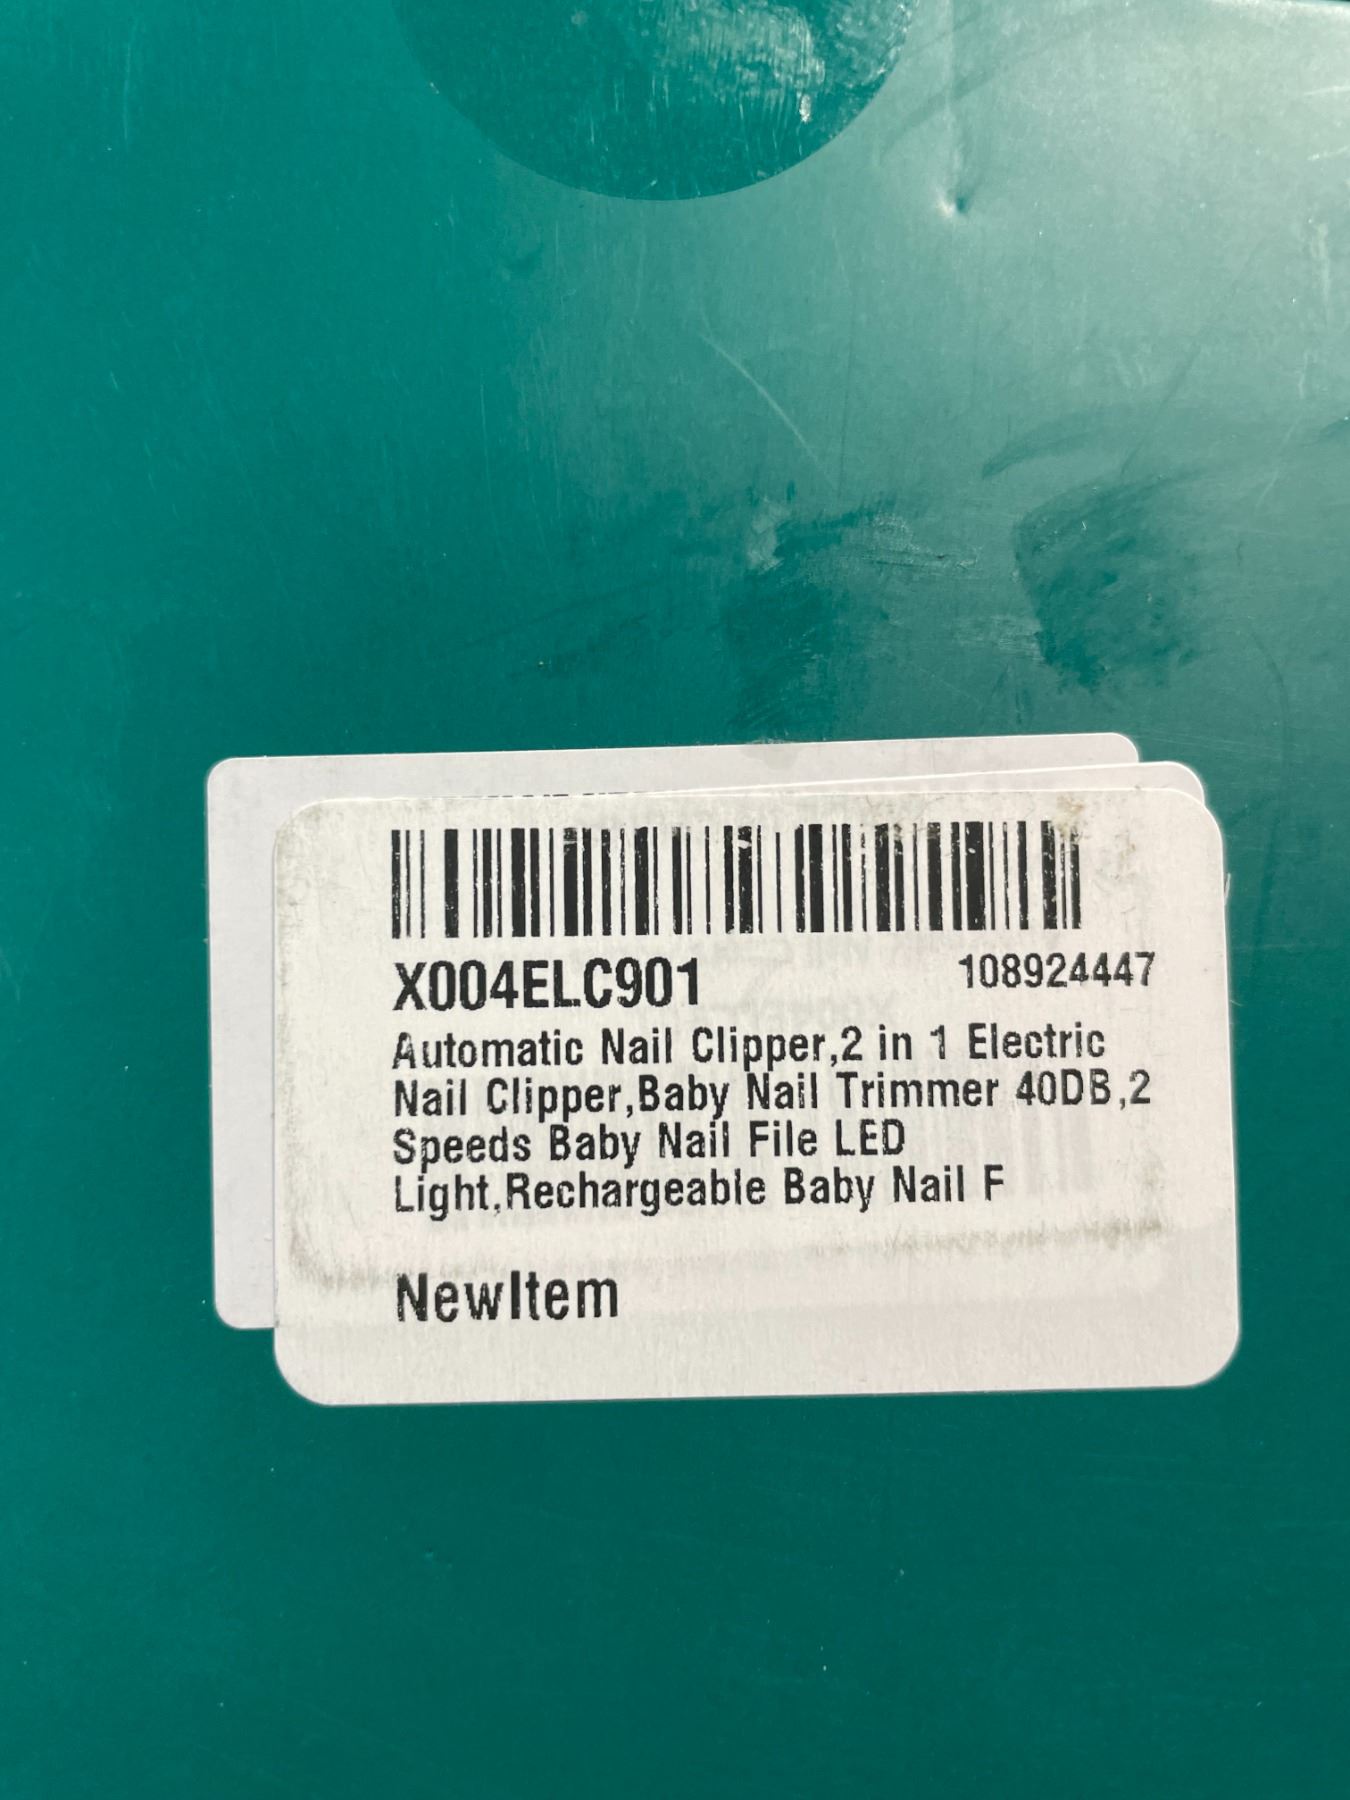 X004ELC901 108924447
Automatic Nail Clipper,2 in 1 Electric
Nail Clipper,Baby Nail Trimmer 40DB,2
Speeds Baby Nail File LED
Light,Rechargeable Baby Nail F
NewItem